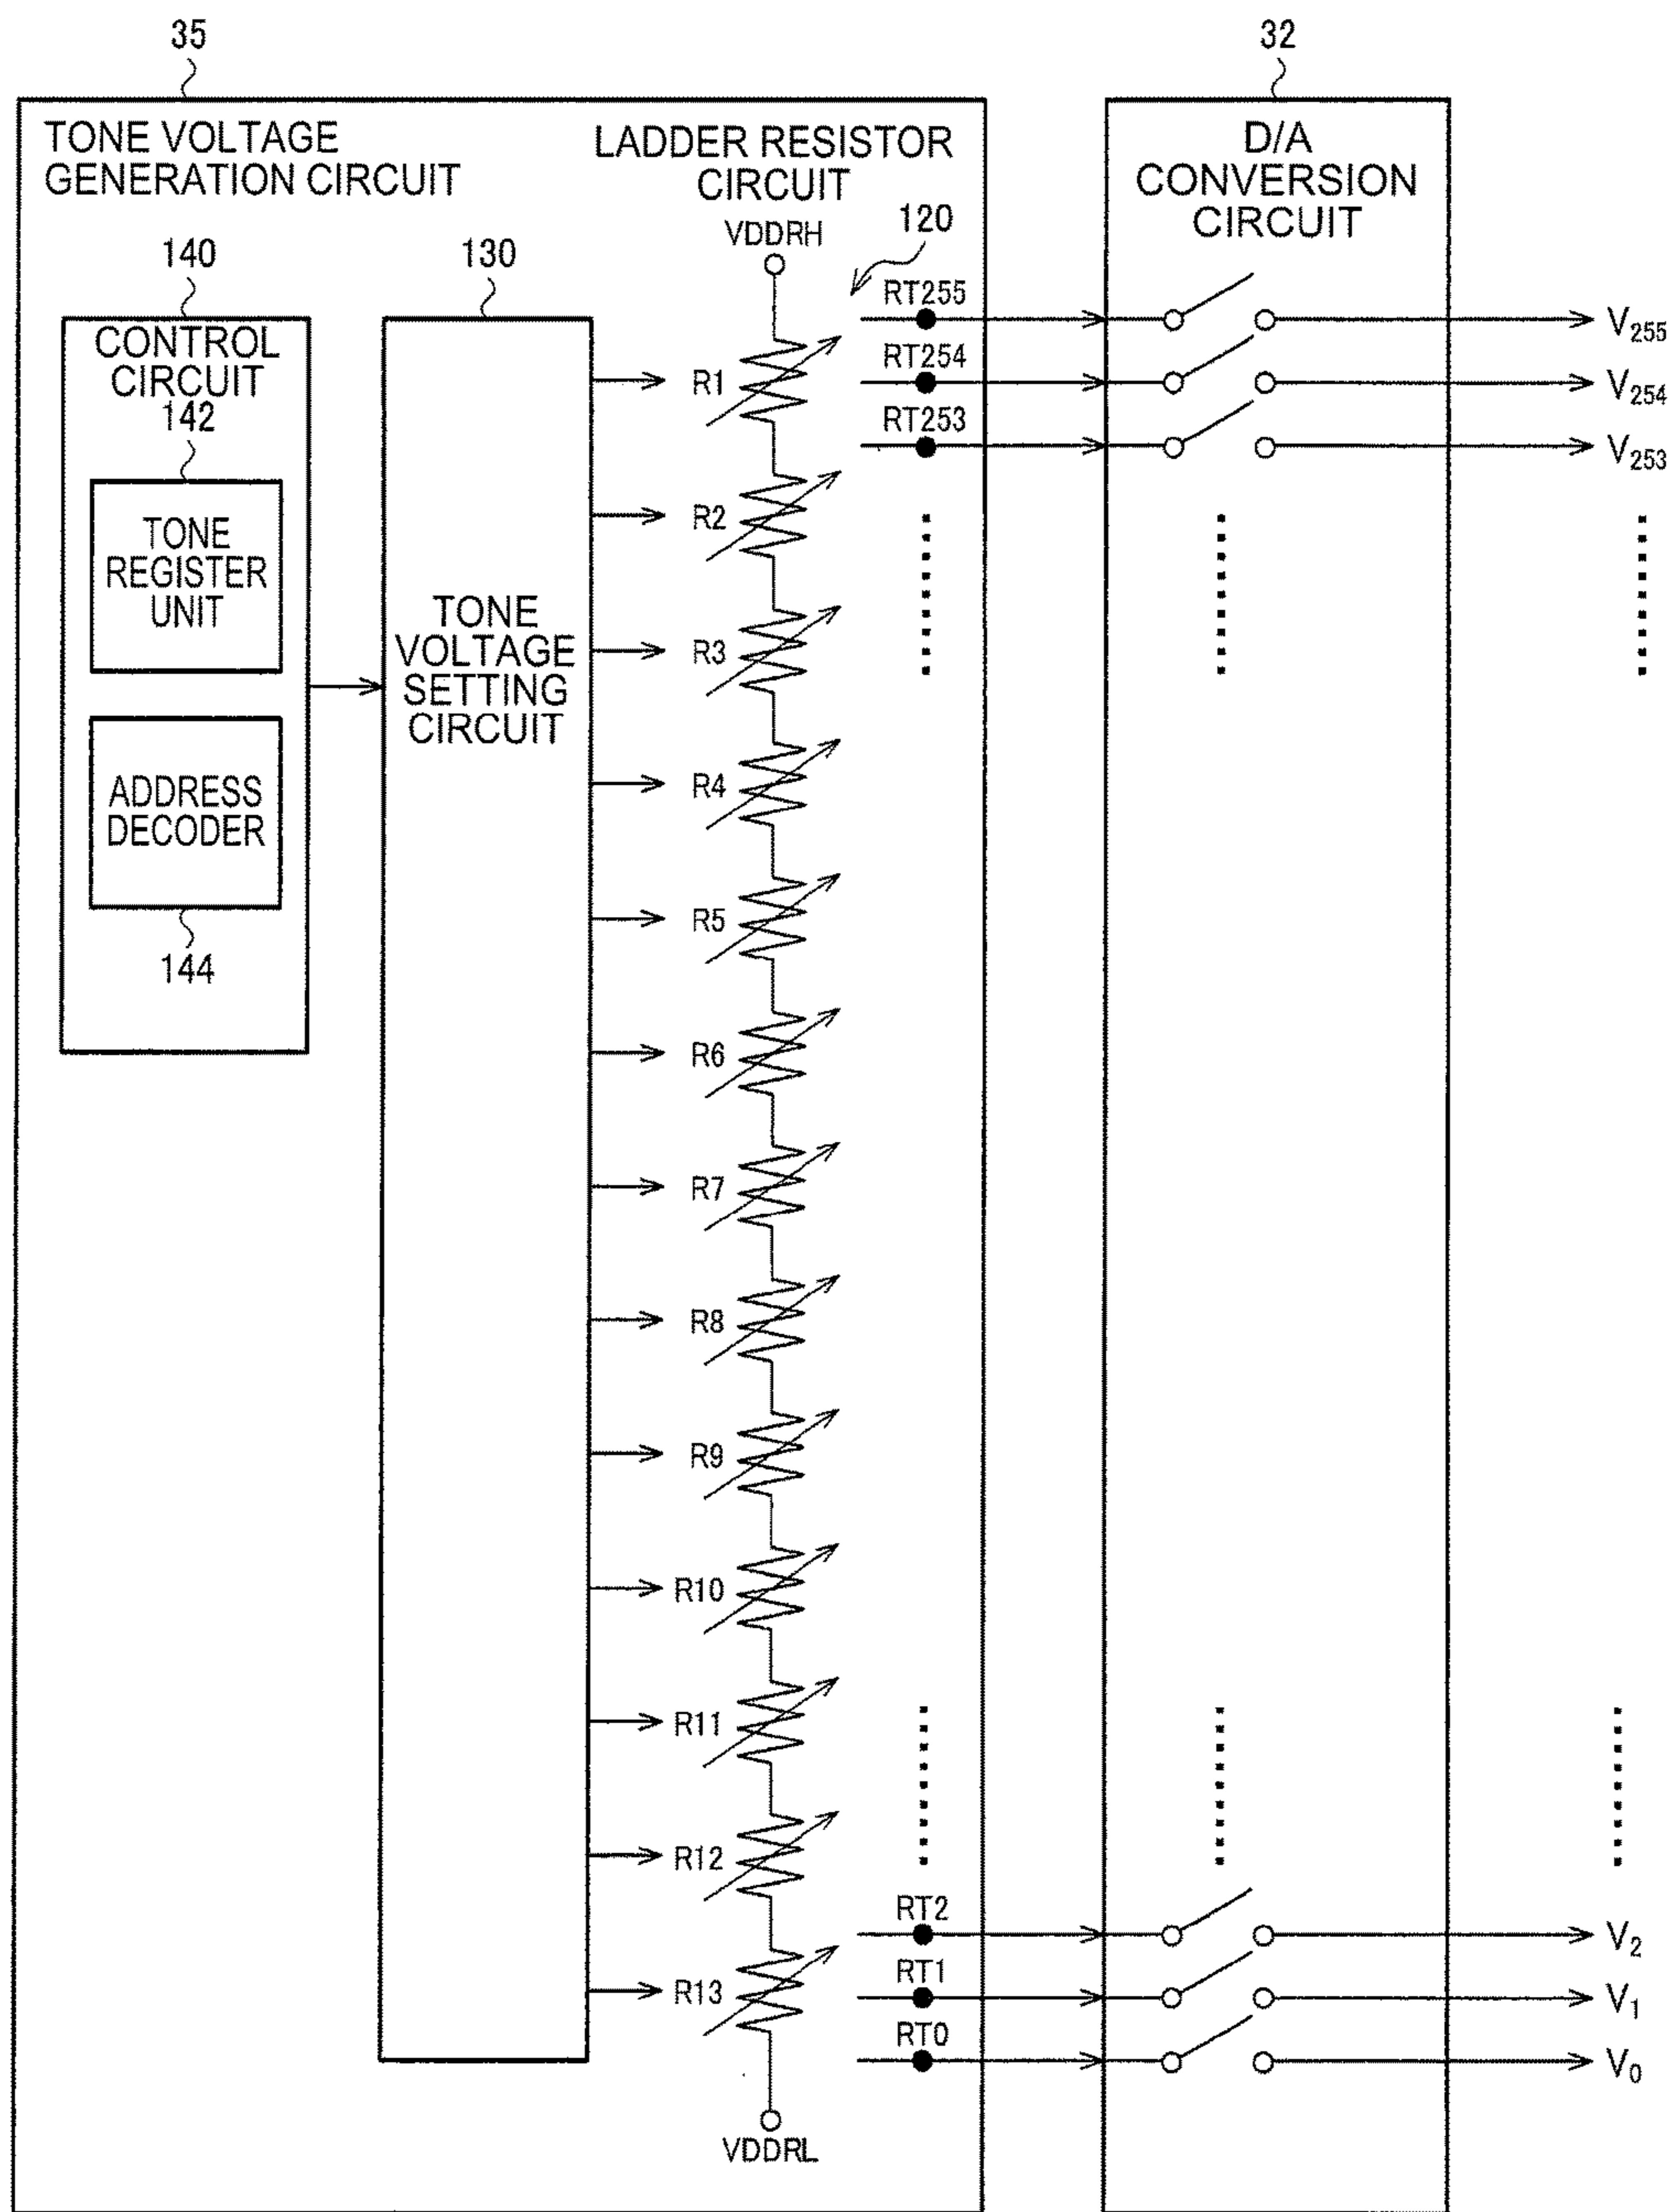 35
32
TONE VOLTAGE
GENERATION CIRCUIT
LADDER RESISTOR
CIRCUIT
D/A
CONVERSION
CIRCUIT
VDDRH
120
140
130
CONTROL
CIRCUIT
142
TONE
REGISTER
UNIT
ADDRESS
DECODER
144
TONE
VOLTAGE
SETTING
CIRCUIT
R1
R2
R3
R4
R5
R6
R7
R8
R9
R10
R11
R12
R13
VDDRL
RT255
RT254
RT253
RT2
RT1
RT0
V255
V254
V253
V2
V1
V0